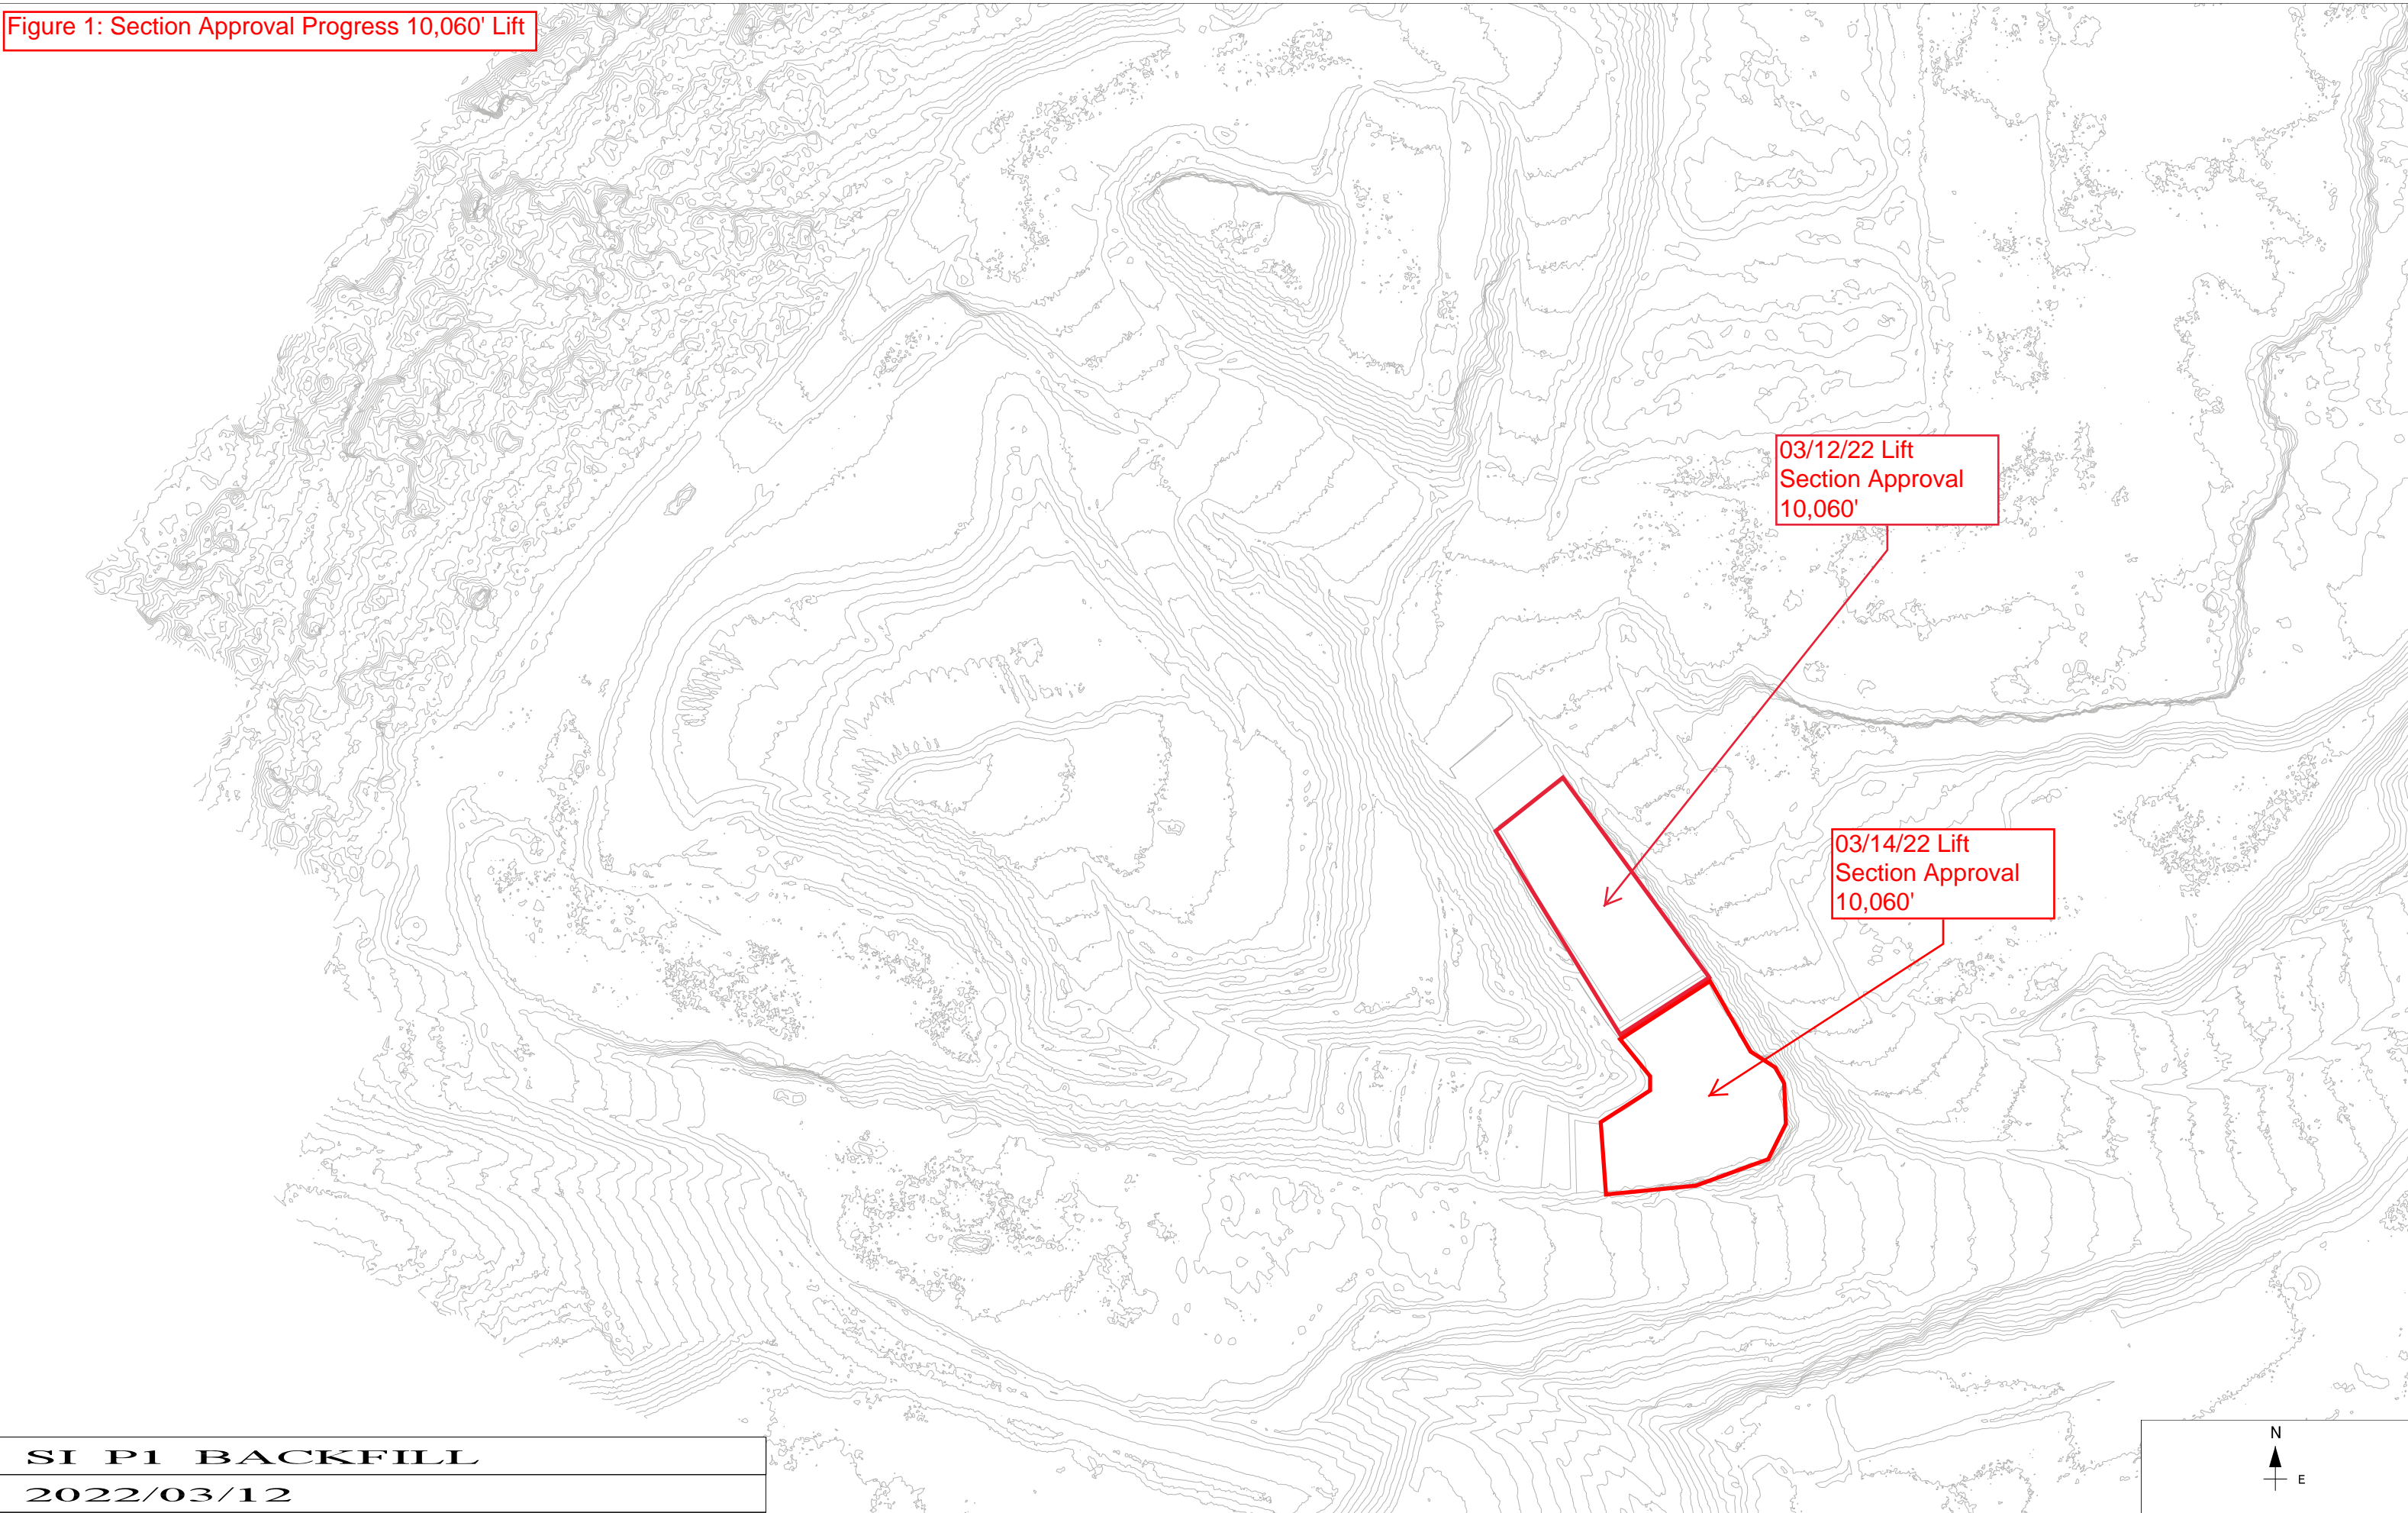 Figure 1: Section Approval Progress 10,060' Lift
03/12/22 Lift
Section Approval
10,060'
03/14/22 Lift
Section Approval
10,060'
SI P1 BACKFILL
2022/03/12
N
E